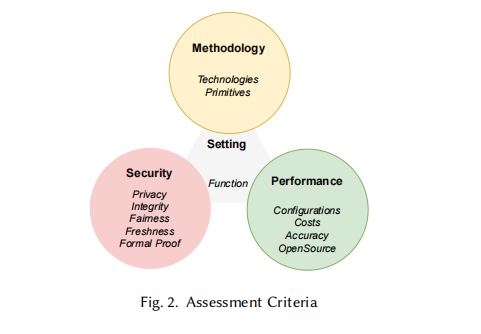 Methodology
Technologies
Primitives
Setting
Function
Security
Privacy
Integrity
Fairness
Freshness
Formal Proof
Performance
Configurations
Costs
Accuracy
OpenSource
Fig. 2. Assessment Criteria